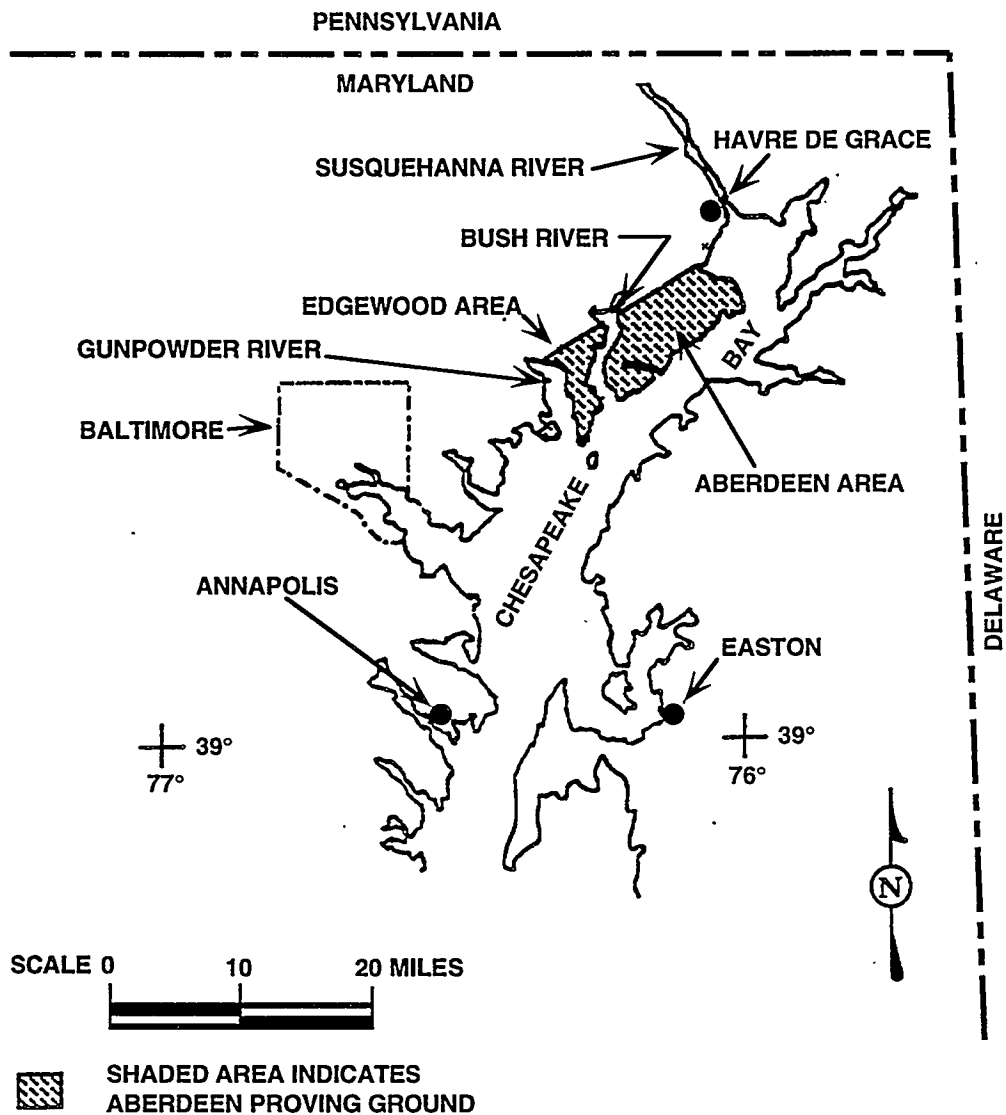 PENNSYLVANIA
MARYLAND
HAVRE DE GRACE
SUSQUEHANNA RIVER
BUSH RIVER
EDGEWOOD AREA
GUNPOWDER RIVER
BAY
BALTIMORE
ABERDEEN AREA
CHESAPEAKE
DELAWARE
ANNAPOLIS
EASTON
39°
77°
39°
76°
N
SCALE 0 10 20 MILES
SHADED AREA INDICATES
ABERDEEN PROVING GROUND